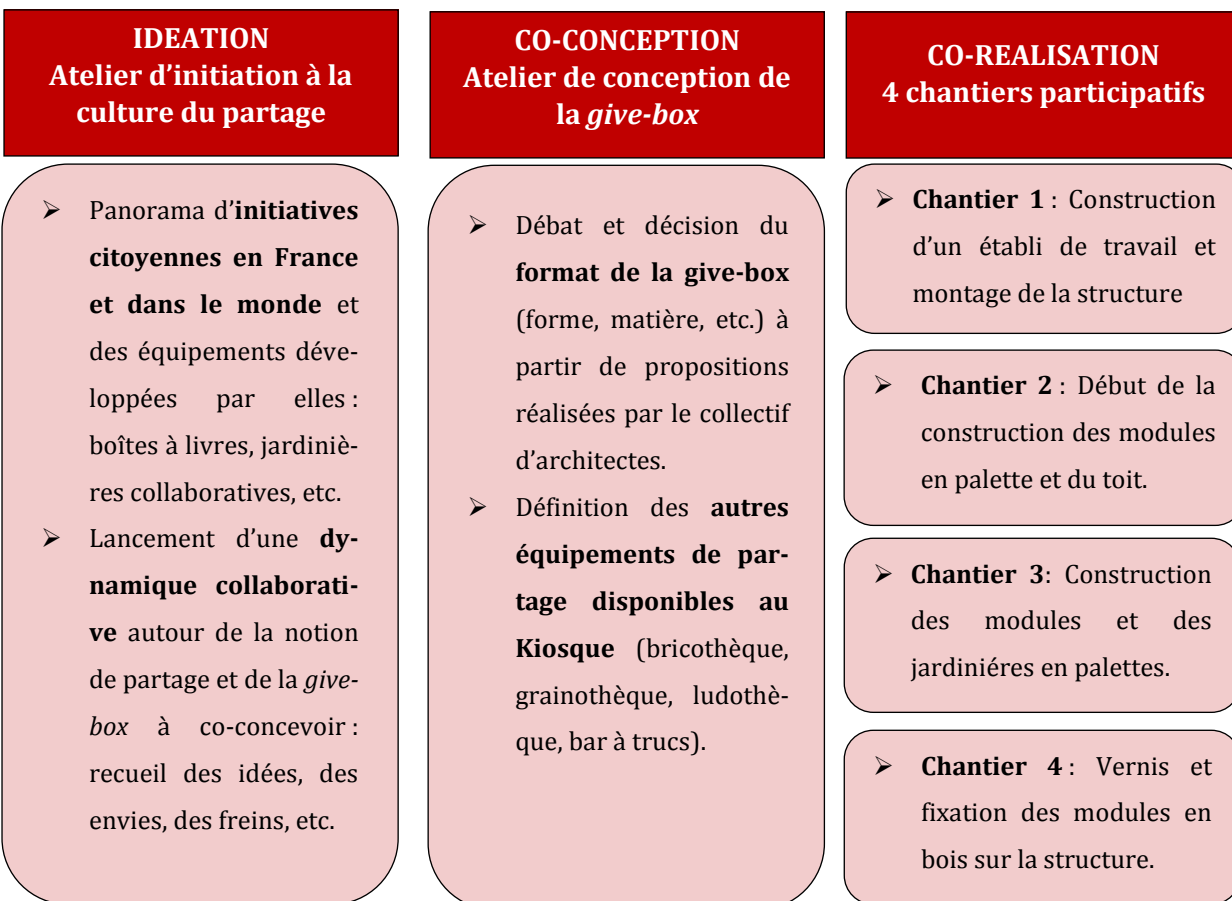 IDEATION
Atelier d’initiation à la
culture du partage
➢ Panorama d’initiatives
citoyennes en France
et dans le monde et
des équipements déve-
loppées par elles :
boîtes à livres, jardiniè-
res collaboratives, etc.
➢ Lancement d’une dy-
namique collaborati-
ve autour de la notion
de partage et de la give-
box à co-concevoir :
recueil des idées, des
envies, des freins, etc.
CO-CONCEPTION
Atelier de conception de
la give-box
➢ Débat et décision du
format de la give-box
(forme, matière, etc.) à
partir de propositions
réalisées par le collectif
d’architectes.
➢ Définition des autres
équipements de par-
tage disponibles au
Kiosque (bricothèque,
grainothèque, ludothè-
que, bar à trucs).
CO-REALISATION
4 chantiers participatifs
➢ Chantier 1 : Construction
d’un établi de travail et
montage de la structure
➢ Chantier 2 : Début de la
construction des modules
en palette et du toit.
➢ Chantier 3: Construction
des modules et des
jardiniéres en palettes.
➢ Chantier 4 : Vernis et
fixation des modules en
bois sur la structure.